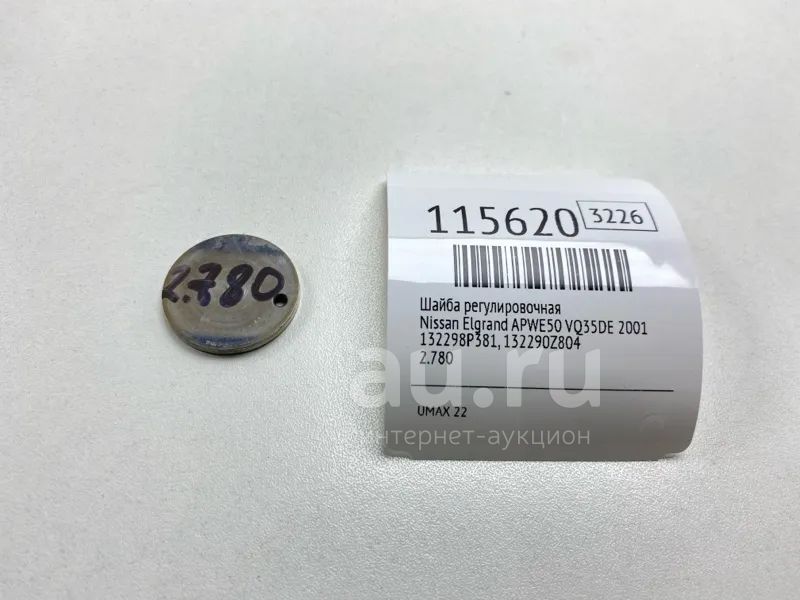 2.780
115620 3226
Шайба регулировочная
Nissan Elgrand APWE50 VQ35DE 2001
132298P381, 132290Z804
2.780
au.ru
интернет-аукцион
UMAX 22